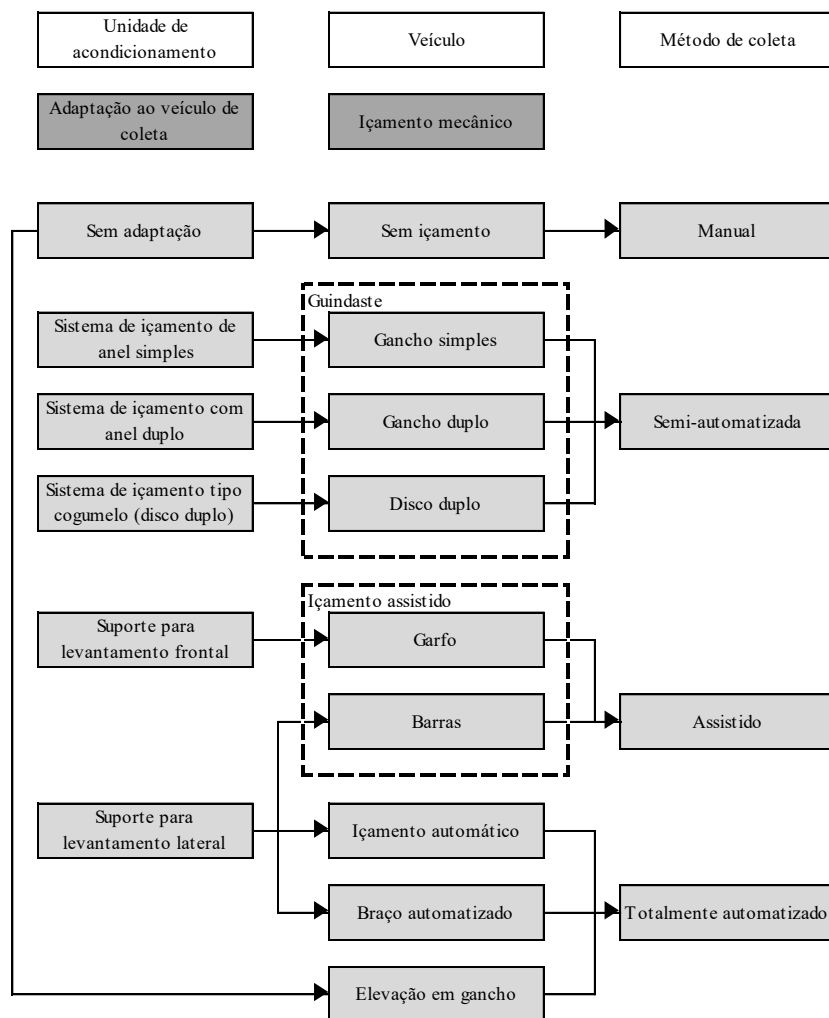 Unidade de
acondicionamento
Veículo
Método de coleta
Adaptação ao veículo de
coleta
Içamento mecânico
Sem adaptação
Sem içamento
Manual
Guindaste
Sistema de içamento de
anel simples
Gancho simples
Sistema de içamento com
anel duplo
Gancho duplo
Semi-automatizada
Sistema de içamento tipo
cogumelo (disco duplo)
Disco duplo
Içamento assistido
Suporte para
levantamento frontal
Garfo
Barras
Assistido
Suporte para
levantamento lateral
Içamento automático
Braço automatizado
Totalmente automatizado
Elevação em gancho